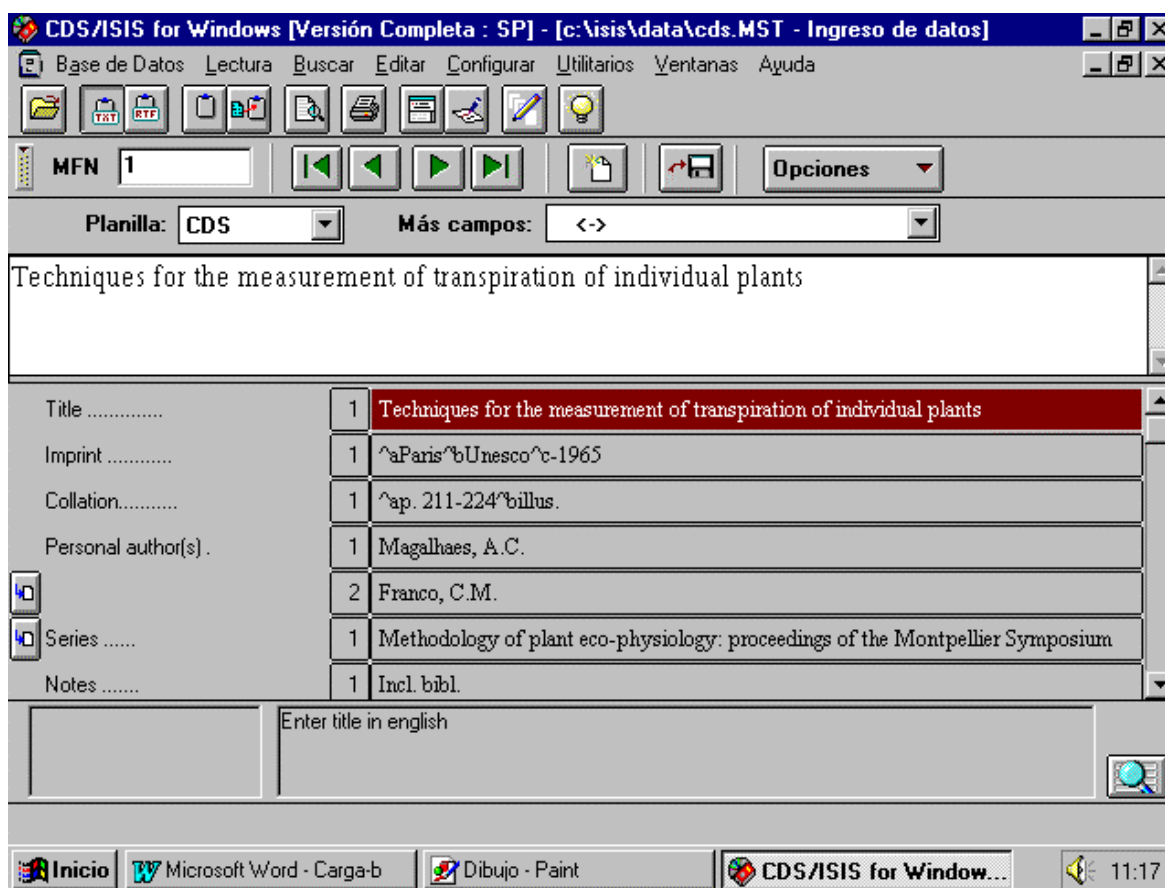 CDS/ISIS for Windows [Versión Completa : SP] - [c:\isis\data\cds.MST - Ingreso de datos]
Base de Datos Lectura Buscar Editar Configurar Utilitarios Ventanas Ayuda
TXT RTF
MFN 1 Opciones
Planilla: CDS Más campos: <->
Techniques for the measurement of transpiration of individual plants
Title .............. 1 Techniques for the measurement of transpiration of individual plants
Imprint ............ 1 ^aParis^bUnesco^c-1965
Collation........... 1 ^ap. 211-224^billus.
Personal author(s) . 1 Magalhaes, A.C.
2 Franco, C.M.
Series ...... 1 Methodology of plant eco-physiology: proceedings of the Montpellier Symposium
Notes ....... 1 Incl. bibl.
Enter title in english
Inicio Microsoft Word - Carga-b Dibujo - Paint CDS/ISIS for Window... 11:17